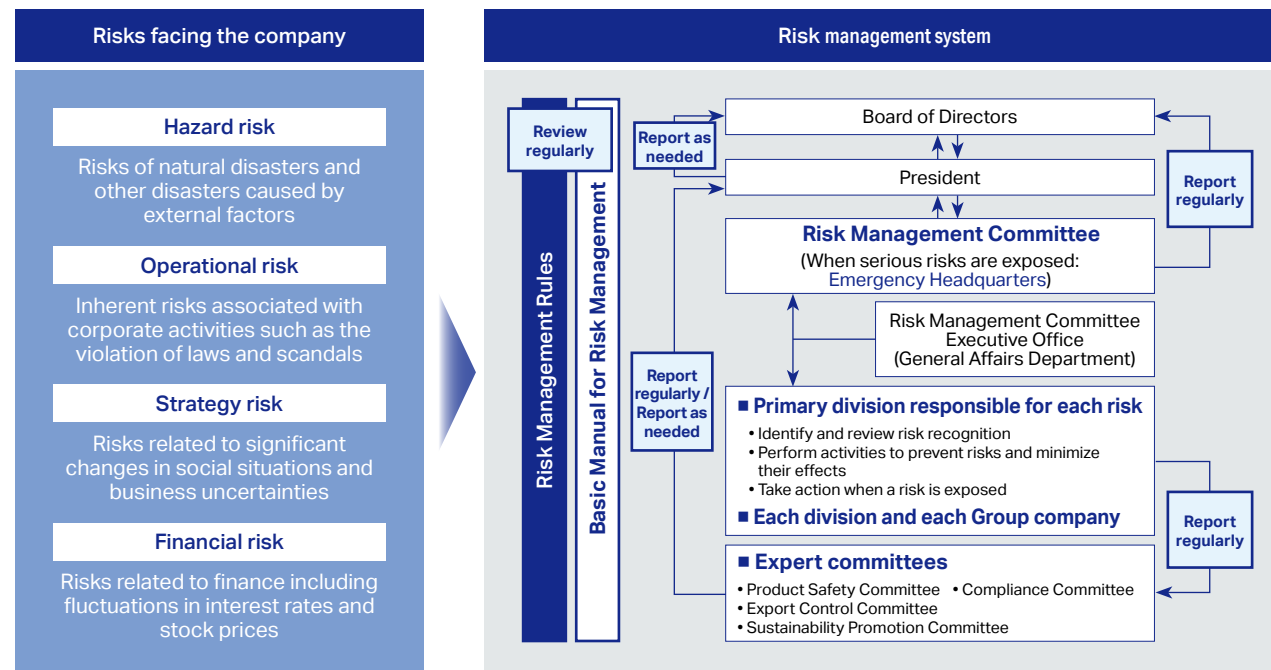 Risks facing the company
Hazard risk
Risks of natural disasters and
other disasters caused by
external factors
Operational risk
Inherent risks associated with
corporate activities such as the
violation of laws and scandals
Strategy risk
Risks related to significant
changes in social situations and
business uncertainties
Financial risk
Risks related to finance including
fluctuations in interest rates and
stock prices
Risk management system
Review
regularly
Risk Management Rules
Basic Manual for Risk Management
Report as
needed
Board of Directors
President
Report
regularly
Risk Management Committee
(When serious risks are exposed:
Emergency Headquarters)
Risk Management Committee
Executive Office
(General Affairs Department)
Report
regularly /
Report as
needed
■ Primary division responsible for each risk
• Identify and review risk recognition
• Perform activities to prevent risks and minimize
their effects
• Take action when a risk is exposed
■ Each division and each Group company
Report
regularly
■ Expert committees
• Product Safety Committee • Compliance Committee
• Export Control Committee
• Sustainability Promotion Committee